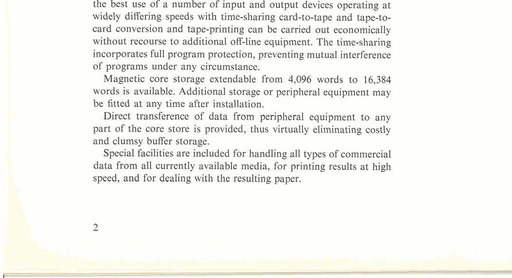 the best use of a number of input and output devices operating at
widely differing speeds with time-sharing card-to-tape and tape-to-
card conversion and tape-printing can be carried out economically
without recourse to additional off-line equipment. The time-sharing
incorporates full program protection, preventing mutual interference
of programs under any circumstance.
Magnetic core storage extendable from 4,096 words to 16,384
words is available. Additional storage or peripheral equipment may
be fitted at any time after installation.
Direct transference of data from peripheral equipment to any
part of the core store is provided, thus virtually eliminating costly
and clumsy buffer storage.
Special facilities are included for handling all types of commercial
data from all currently available media, for printing results at high
speed, and for dealing with the resulting paper.
2